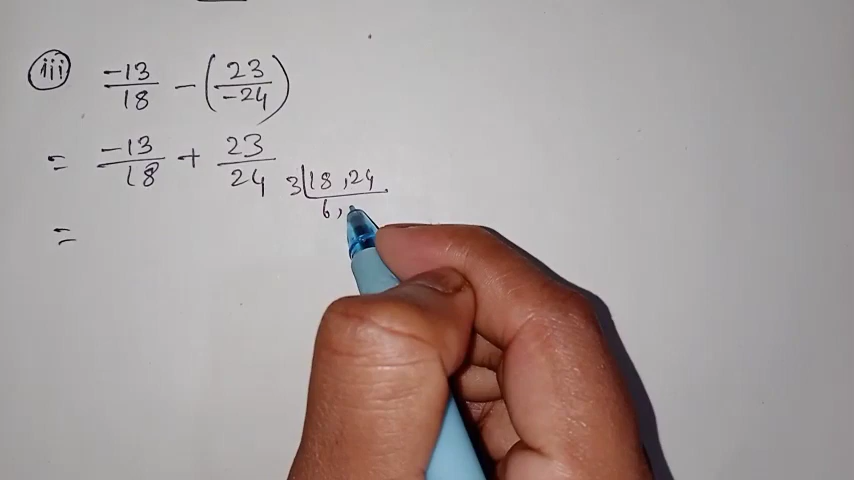 iii -13/18 - (23/-24)
= -13/18 + 23/24
3 | 18, 24
6,
=